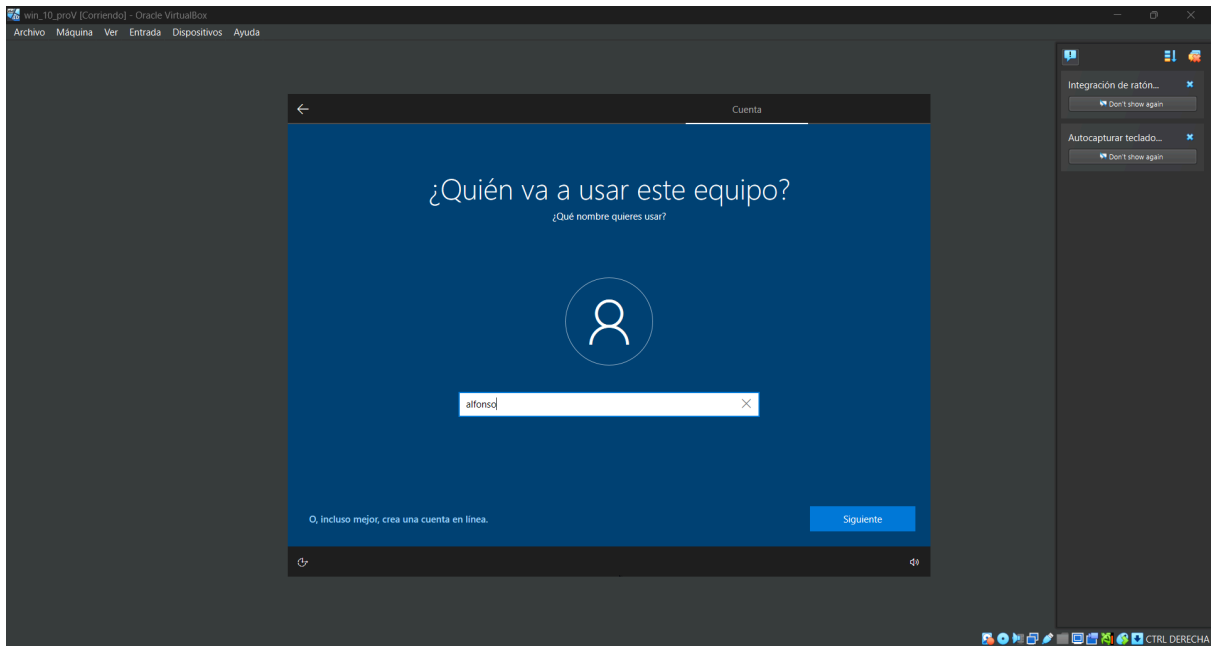 win_10_proV [Corriendo] - Oracle VirtualBox
Archivo Máquina Ver Entrada Dispositivos Ayuda
Integración de ratón...
Don't show again
Autocapturar teclado...
Don't show again
Cuenta
¿Quién va a usar este equipo?
¿Qué nombre quieres usar?
alfonso
O, incluso mejor, crea una cuenta en línea.
Siguiente
CTRL DERECHA